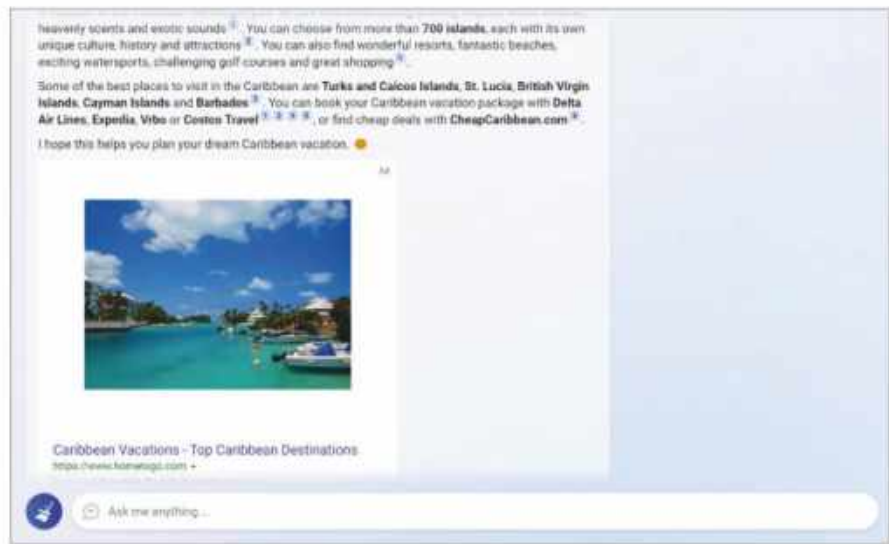 heavenly scents and exotic sounds 1. You can choose from more than 700 islands, each with its own
unique culture, history and attractions. You can also find wonderful resorts, fantastic beaches,
exciting watersports, challenging golf courses and great shopping.
Some of the best places to visit in the Caribbean are Turks and Caicos Islands, St. Lucia, British Virgin
Islands, Cayman Islands and Barbados. You can book your Caribbean vacation package with Delta
Air Lines, Expedia, Vrbo or Costco Travel, or find cheap deals with CheapCaribbean.com.
I hope this helps you plan your dream Caribbean vacation.
Ad
Caribbean Vacations - Top Caribbean Destinations
https://www.hometogo.com
Ask me anything...